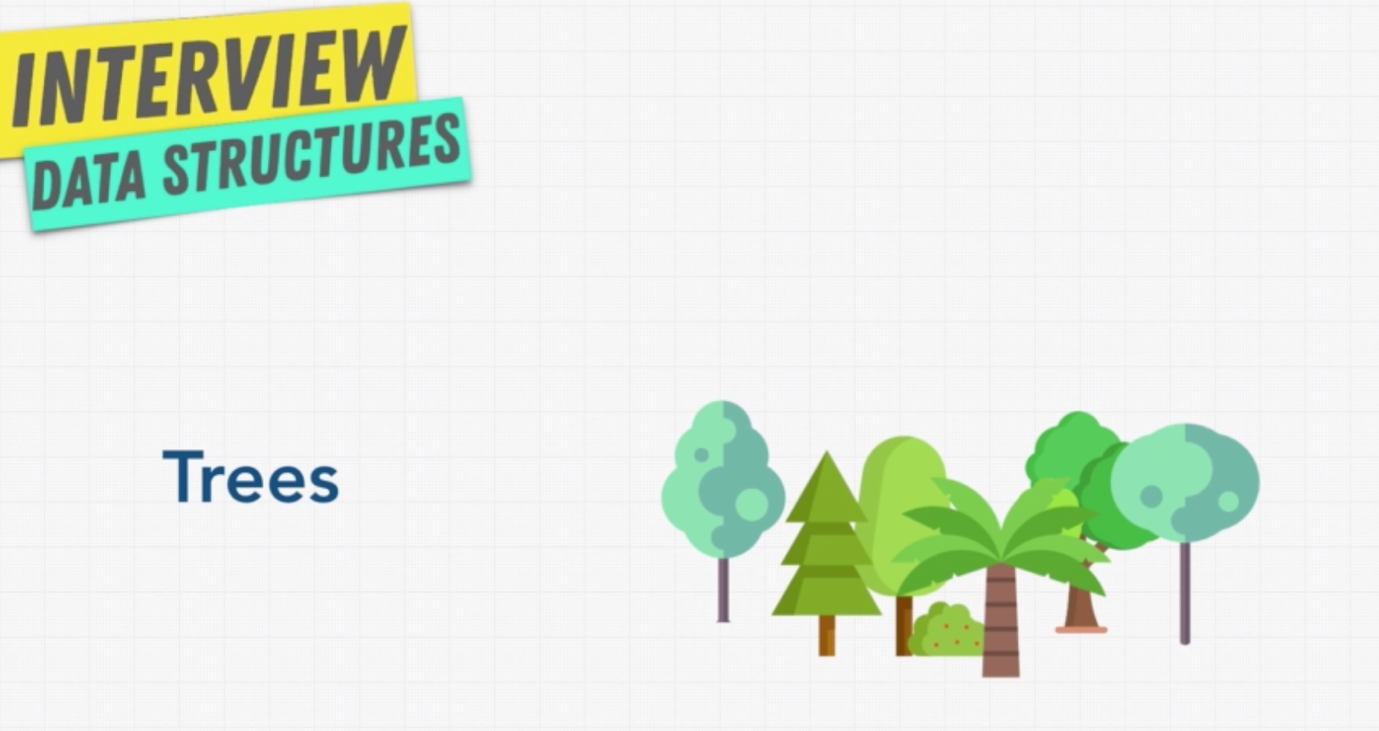 INTERVIEW
DATA STRUCTURES
Trees